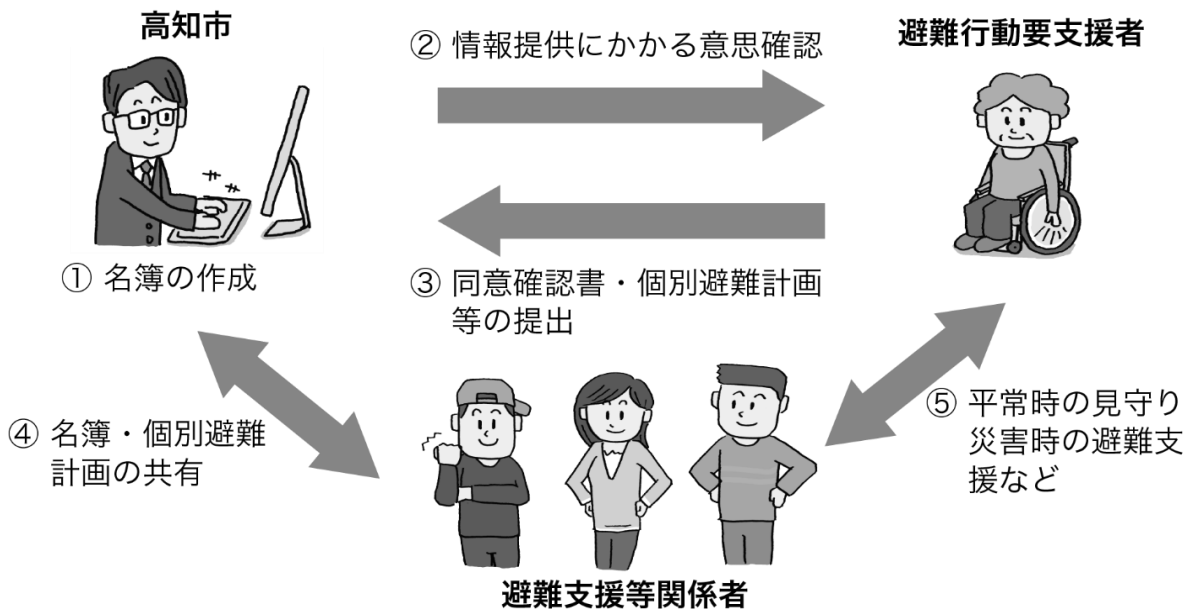 高知市
② 情報提供にかかる意思確認
避難行動要支援者
① 名簿の作成
③ 同意確認書・個別避難計画
等の提出
④ 名簿・個別避難
計画の共有
⑤ 平常時の見守り
災害時の避難支
援など
避難支援等関係者